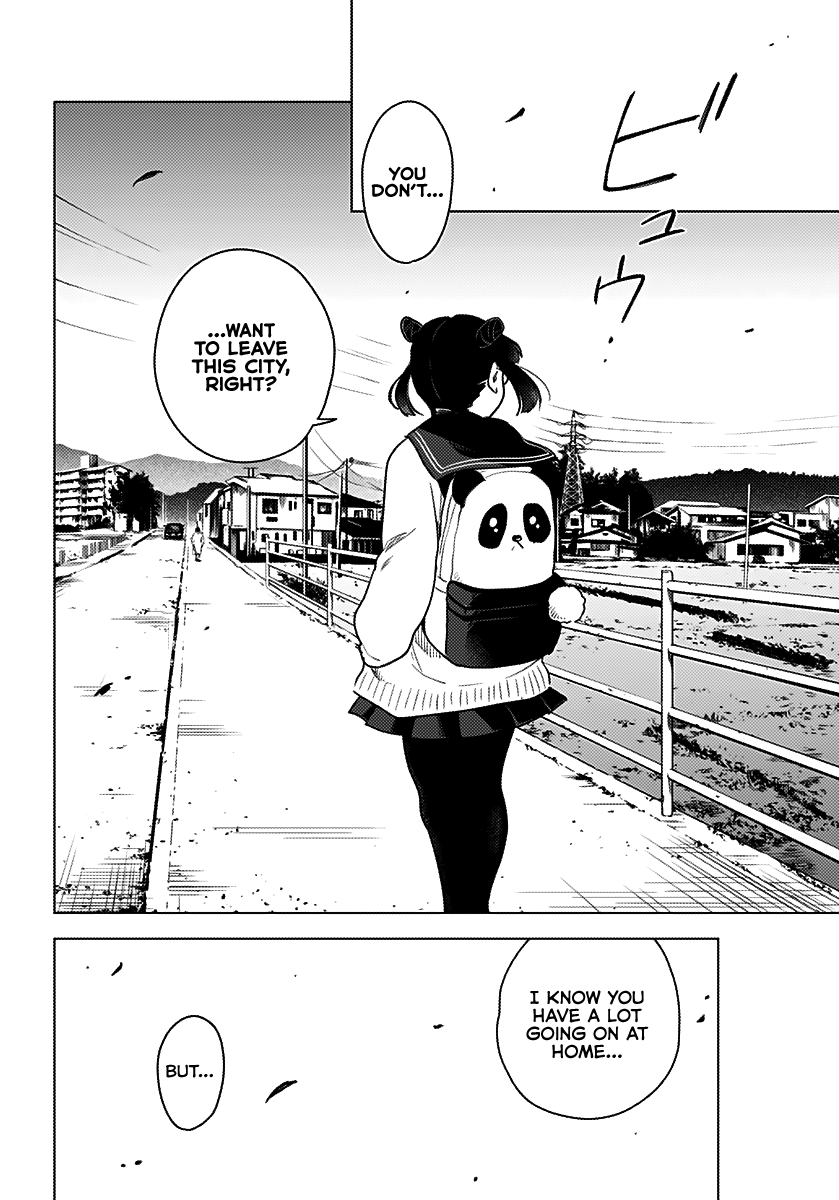 ビュウ
YOU
DON'T...
...WANT
TO LEAVE
THIS CITY,
RIGHT?
I KNOW YOU
HAVE A LOT
GOING ON AT
HOME...
BUT...